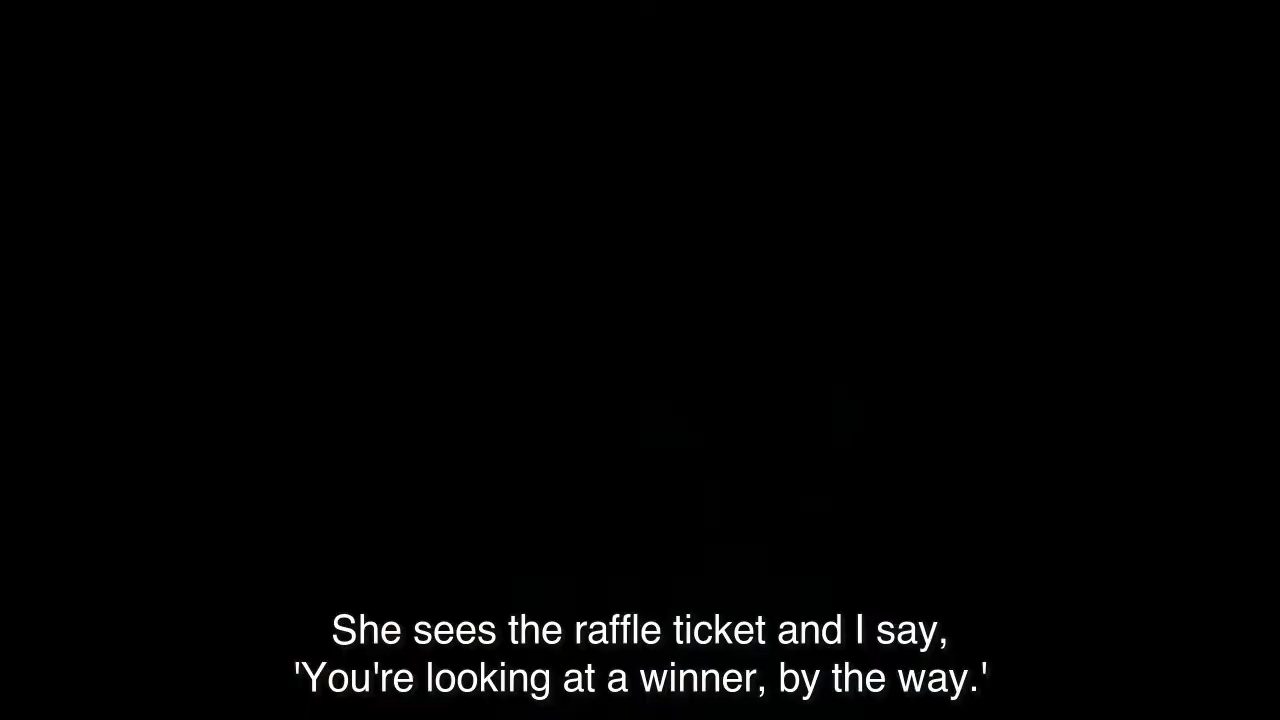 She sees the raffle ticket and I say,
'You're looking at a winner, by the way.'